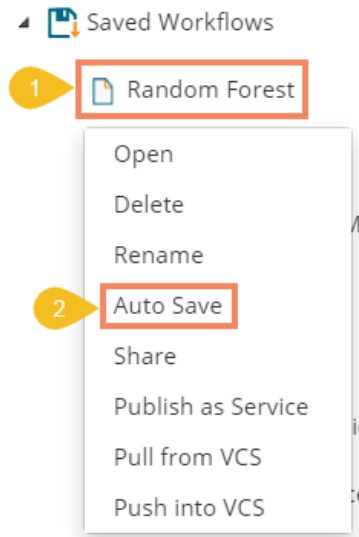 Saved Workflows
1
Random Forest
Open
Delete
Rename
2
Auto Save
Share
Publish as Service
Pull from VCS
Push into VCS